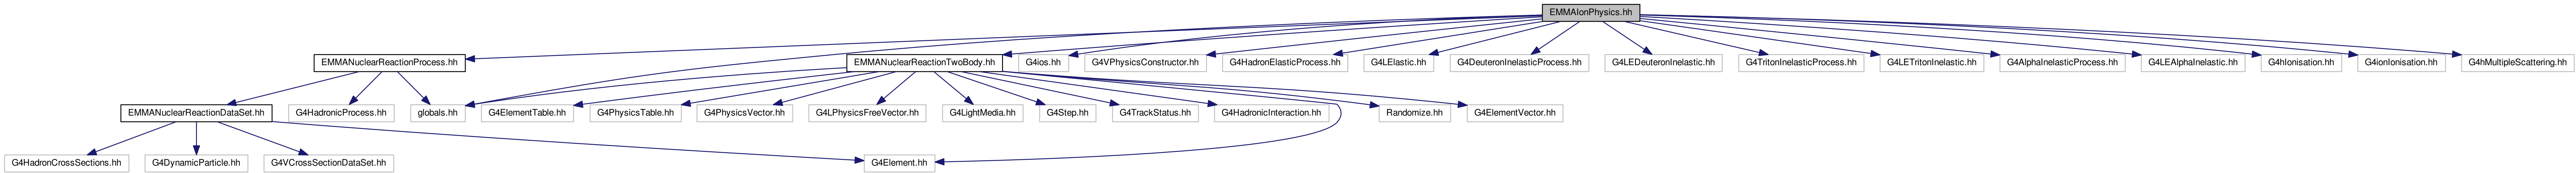 EMMAIonPhysics.hh
EMMANuclearReactionProcess.hh
EMMANuclearReactionTwoBody.hh
G4ios.hh
G4VPhysicsConstructor.hh
G4HadronElasticProcess.hh
G4LElastic.hh
G4DeuteronInelasticProcess.hh
G4LEDeuteronInelastic.hh
G4TritonInelasticProcess.hh
G4LETritonInelastic.hh
G4AlphaInelasticProcess.hh
G4LEAlphaInelastic.hh
G4hIonisation.hh
G4ionIonisation.hh
G4hMultipleScattering.hh
EMMANuclearReactionDataSet.hh
G4HadronicProcess.hh
globals.hh
G4ElementTable.hh
G4PhysicsTable.hh
G4PhysicsVector.hh
G4LPhysicsFreeVector.hh
G4LightMedia.hh
G4Step.hh
G4TrackStatus.hh
G4HadronicInteraction.hh
Randomize.hh
G4ElementVector.hh
G4HadronCrossSections.hh
G4DynamicParticle.hh
G4VCrossSectionDataSet.hh
G4Element.hh